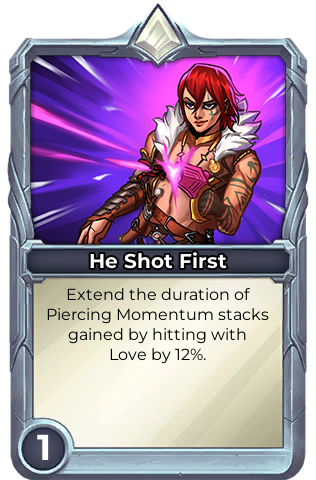 He Shot First
Extend the duration of
Piercing Momentum stacks
gained by hitting with
Love by 12%.
1